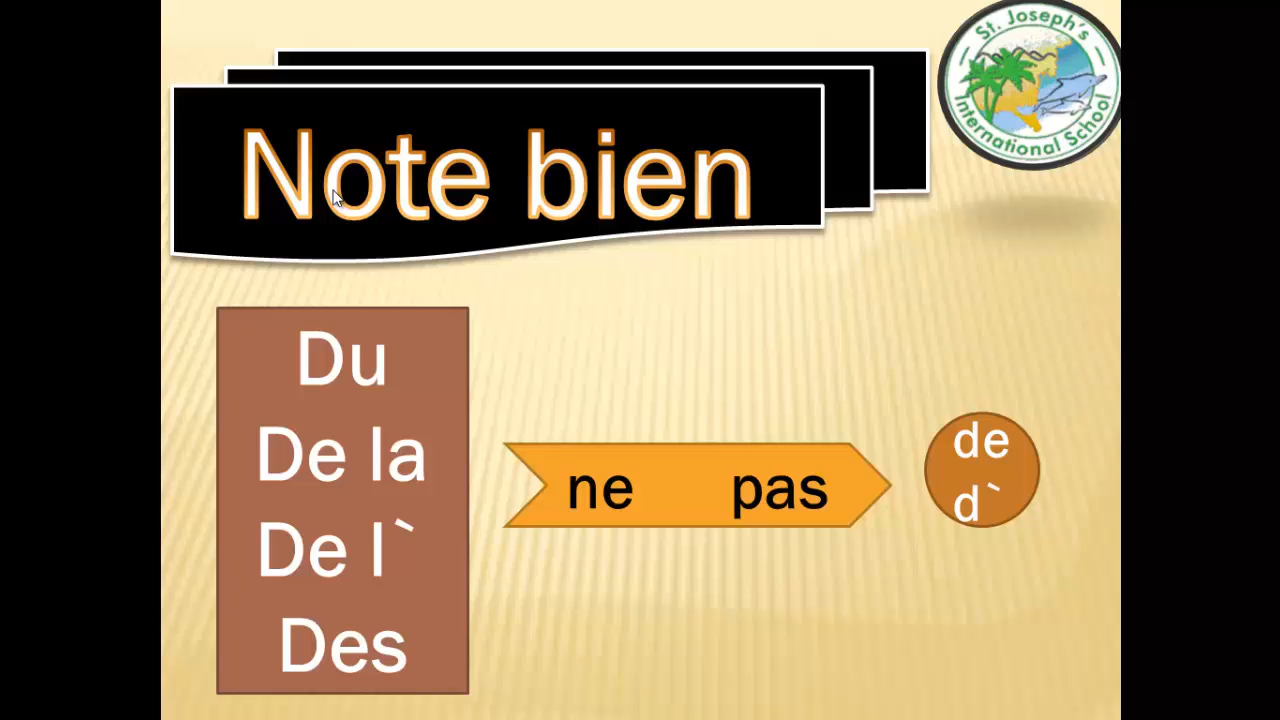 St. Joseph's
International School
Note bien
Du
De la
De l`
Des
ne pas
de
d`